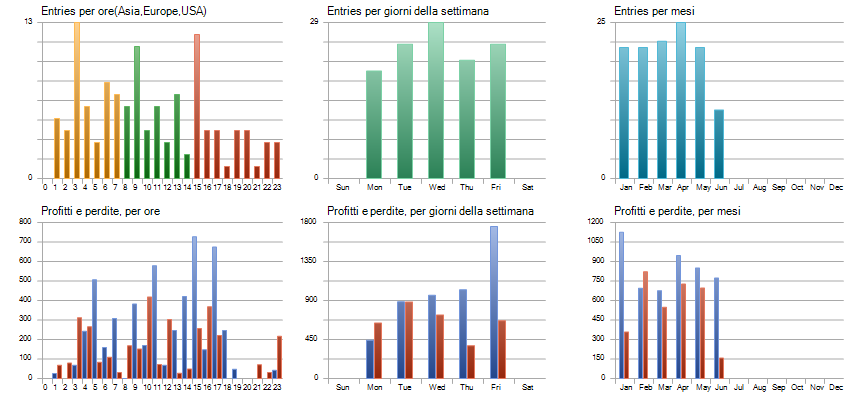 Entries per ore(Asia,Europe,USA)
13
0
0 1 2 3 4 5 6 7 8 9 10 11 12 13 14 15 16 17 18 19 20 21 22 23
Entries per giorni della settimana
29
0
Sun Mon Tue Wed Thu Fri Sat
Entries per mesi
25
0
Jan Feb Mar Apr May Jun Jul Aug Sep Oct Nov Dec
Profitti e perdite, per ore
800
700
600
500
400
300
200
100
0
0 1 2 3 4 5 6 7 8 9 10 11 12 13 14 15 16 17 18 19 20 21 22 23
Profitti e perdite, per giorni della settimana
1800
1350
900
450
0
Sun Mon Tue Wed Thu Fri Sat
Profitti e perdite, per mesi
1200
1050
900
750
600
450
300
150
0
Jan Feb Mar Apr May Jun Jul Aug Sep Oct Nov Dec